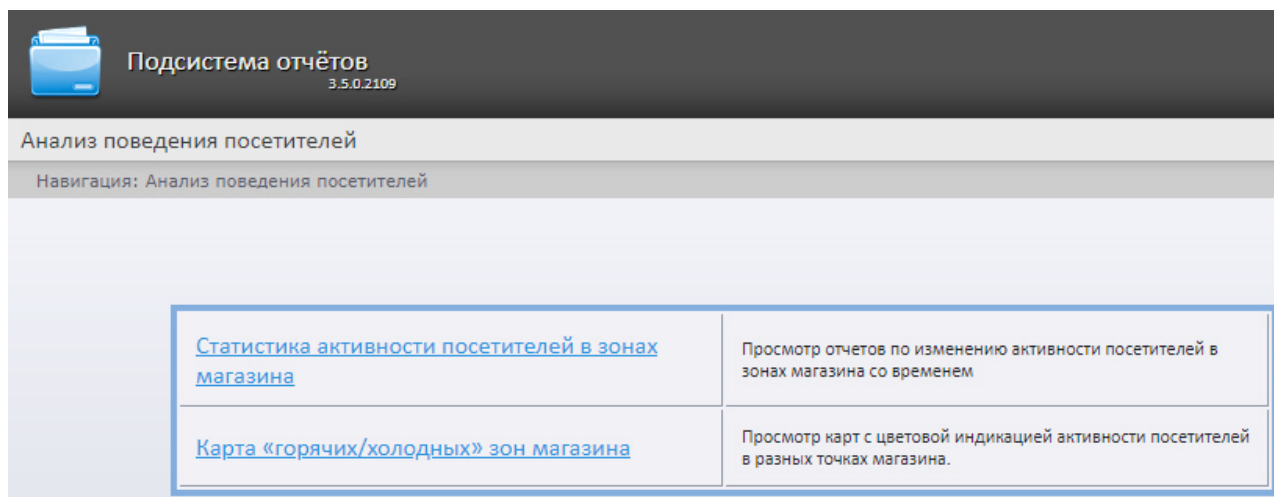 Подсистема отчётов
3.5.0.2109
Анализ поведения посетителей
Навигация: Анализ поведения посетителей
Статистика активности посетителей в зонах
магазина
Просмотр отчетов по изменению активности посетителей в
зонах магазина со временем
Карта «горячих/холодных» зон магазина
Просмотр карт с цветовой индикацией активности посетителей
в разных точках магазина.